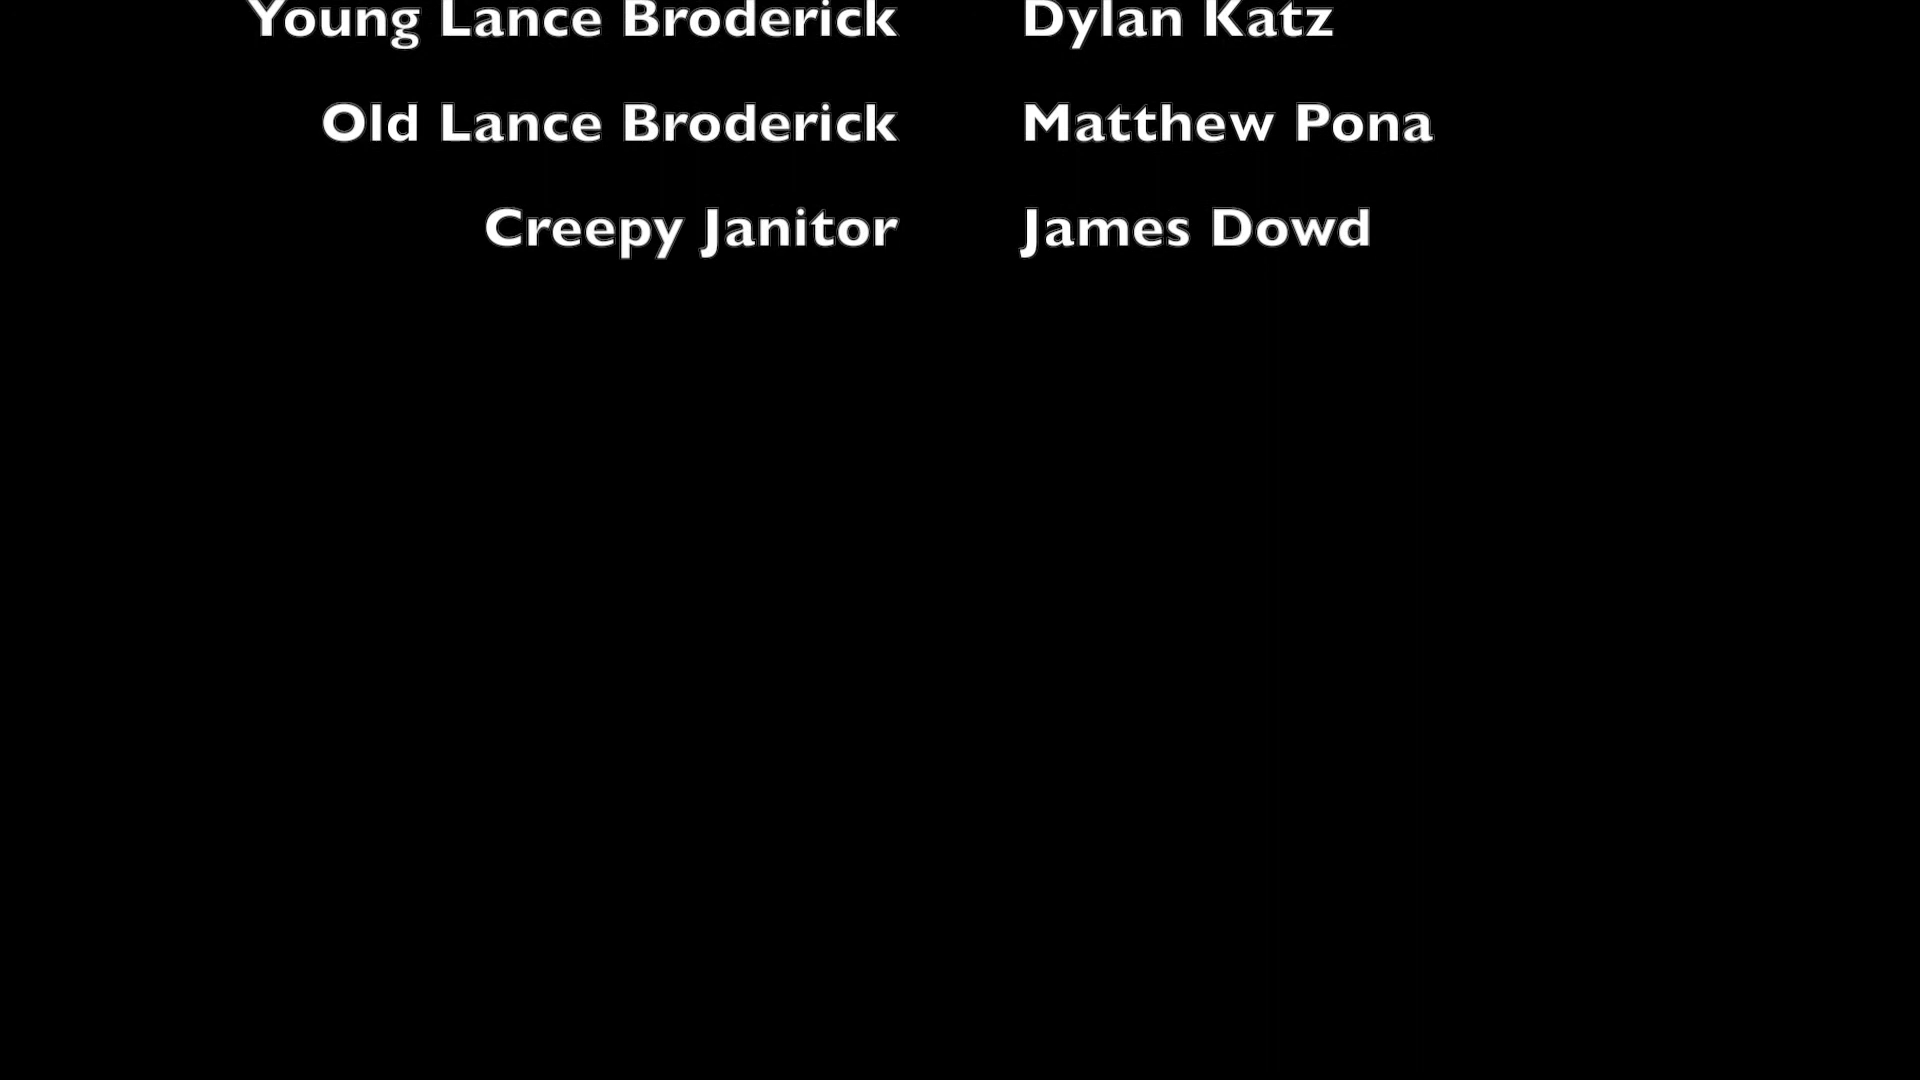 Young Lance Broderick Dylan Katz
Old Lance Broderick Matthew Pona
Creepy Janitor James Dowd